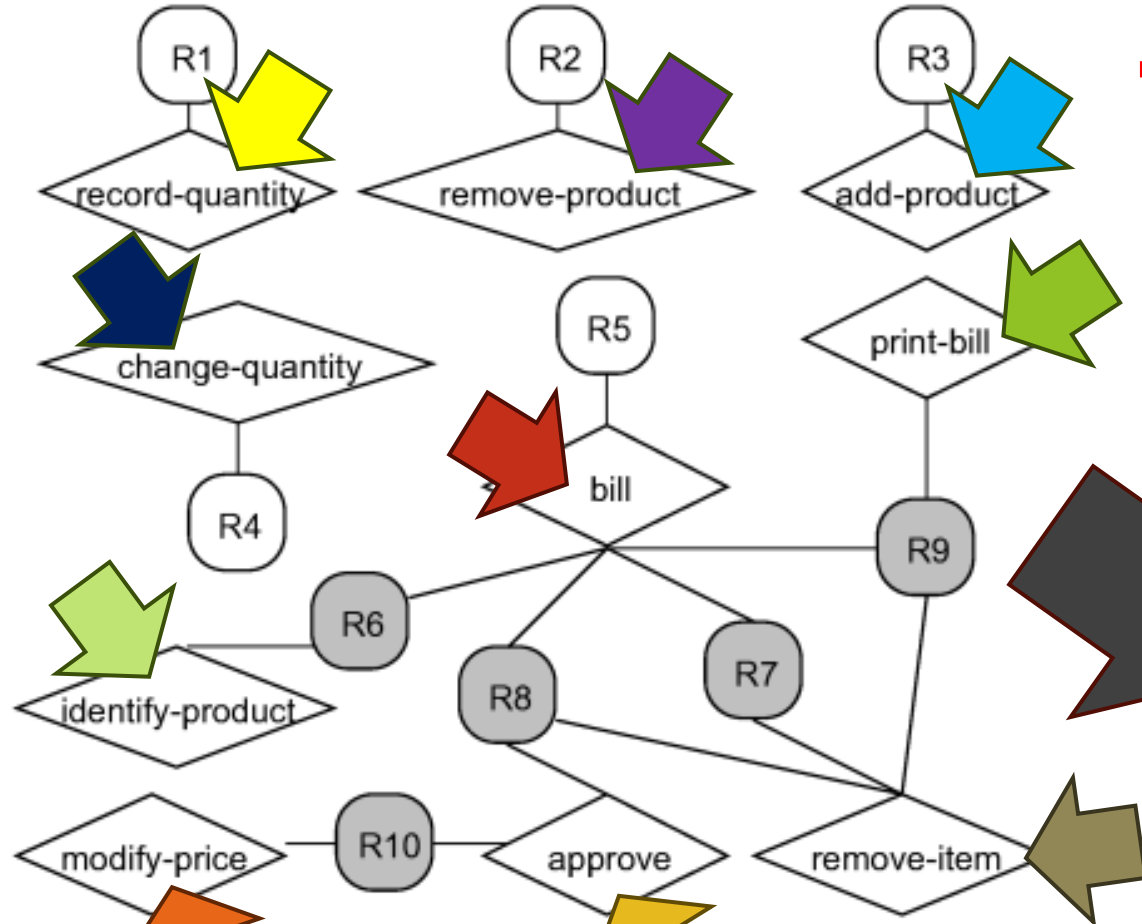 R1
R2
R3
record-quantity
remove-product
add-product
R5
print-bill
change-quantity
bill
R4
R9
R6
R8
R7
identify-product
modify-price
R10
approve
remove-item